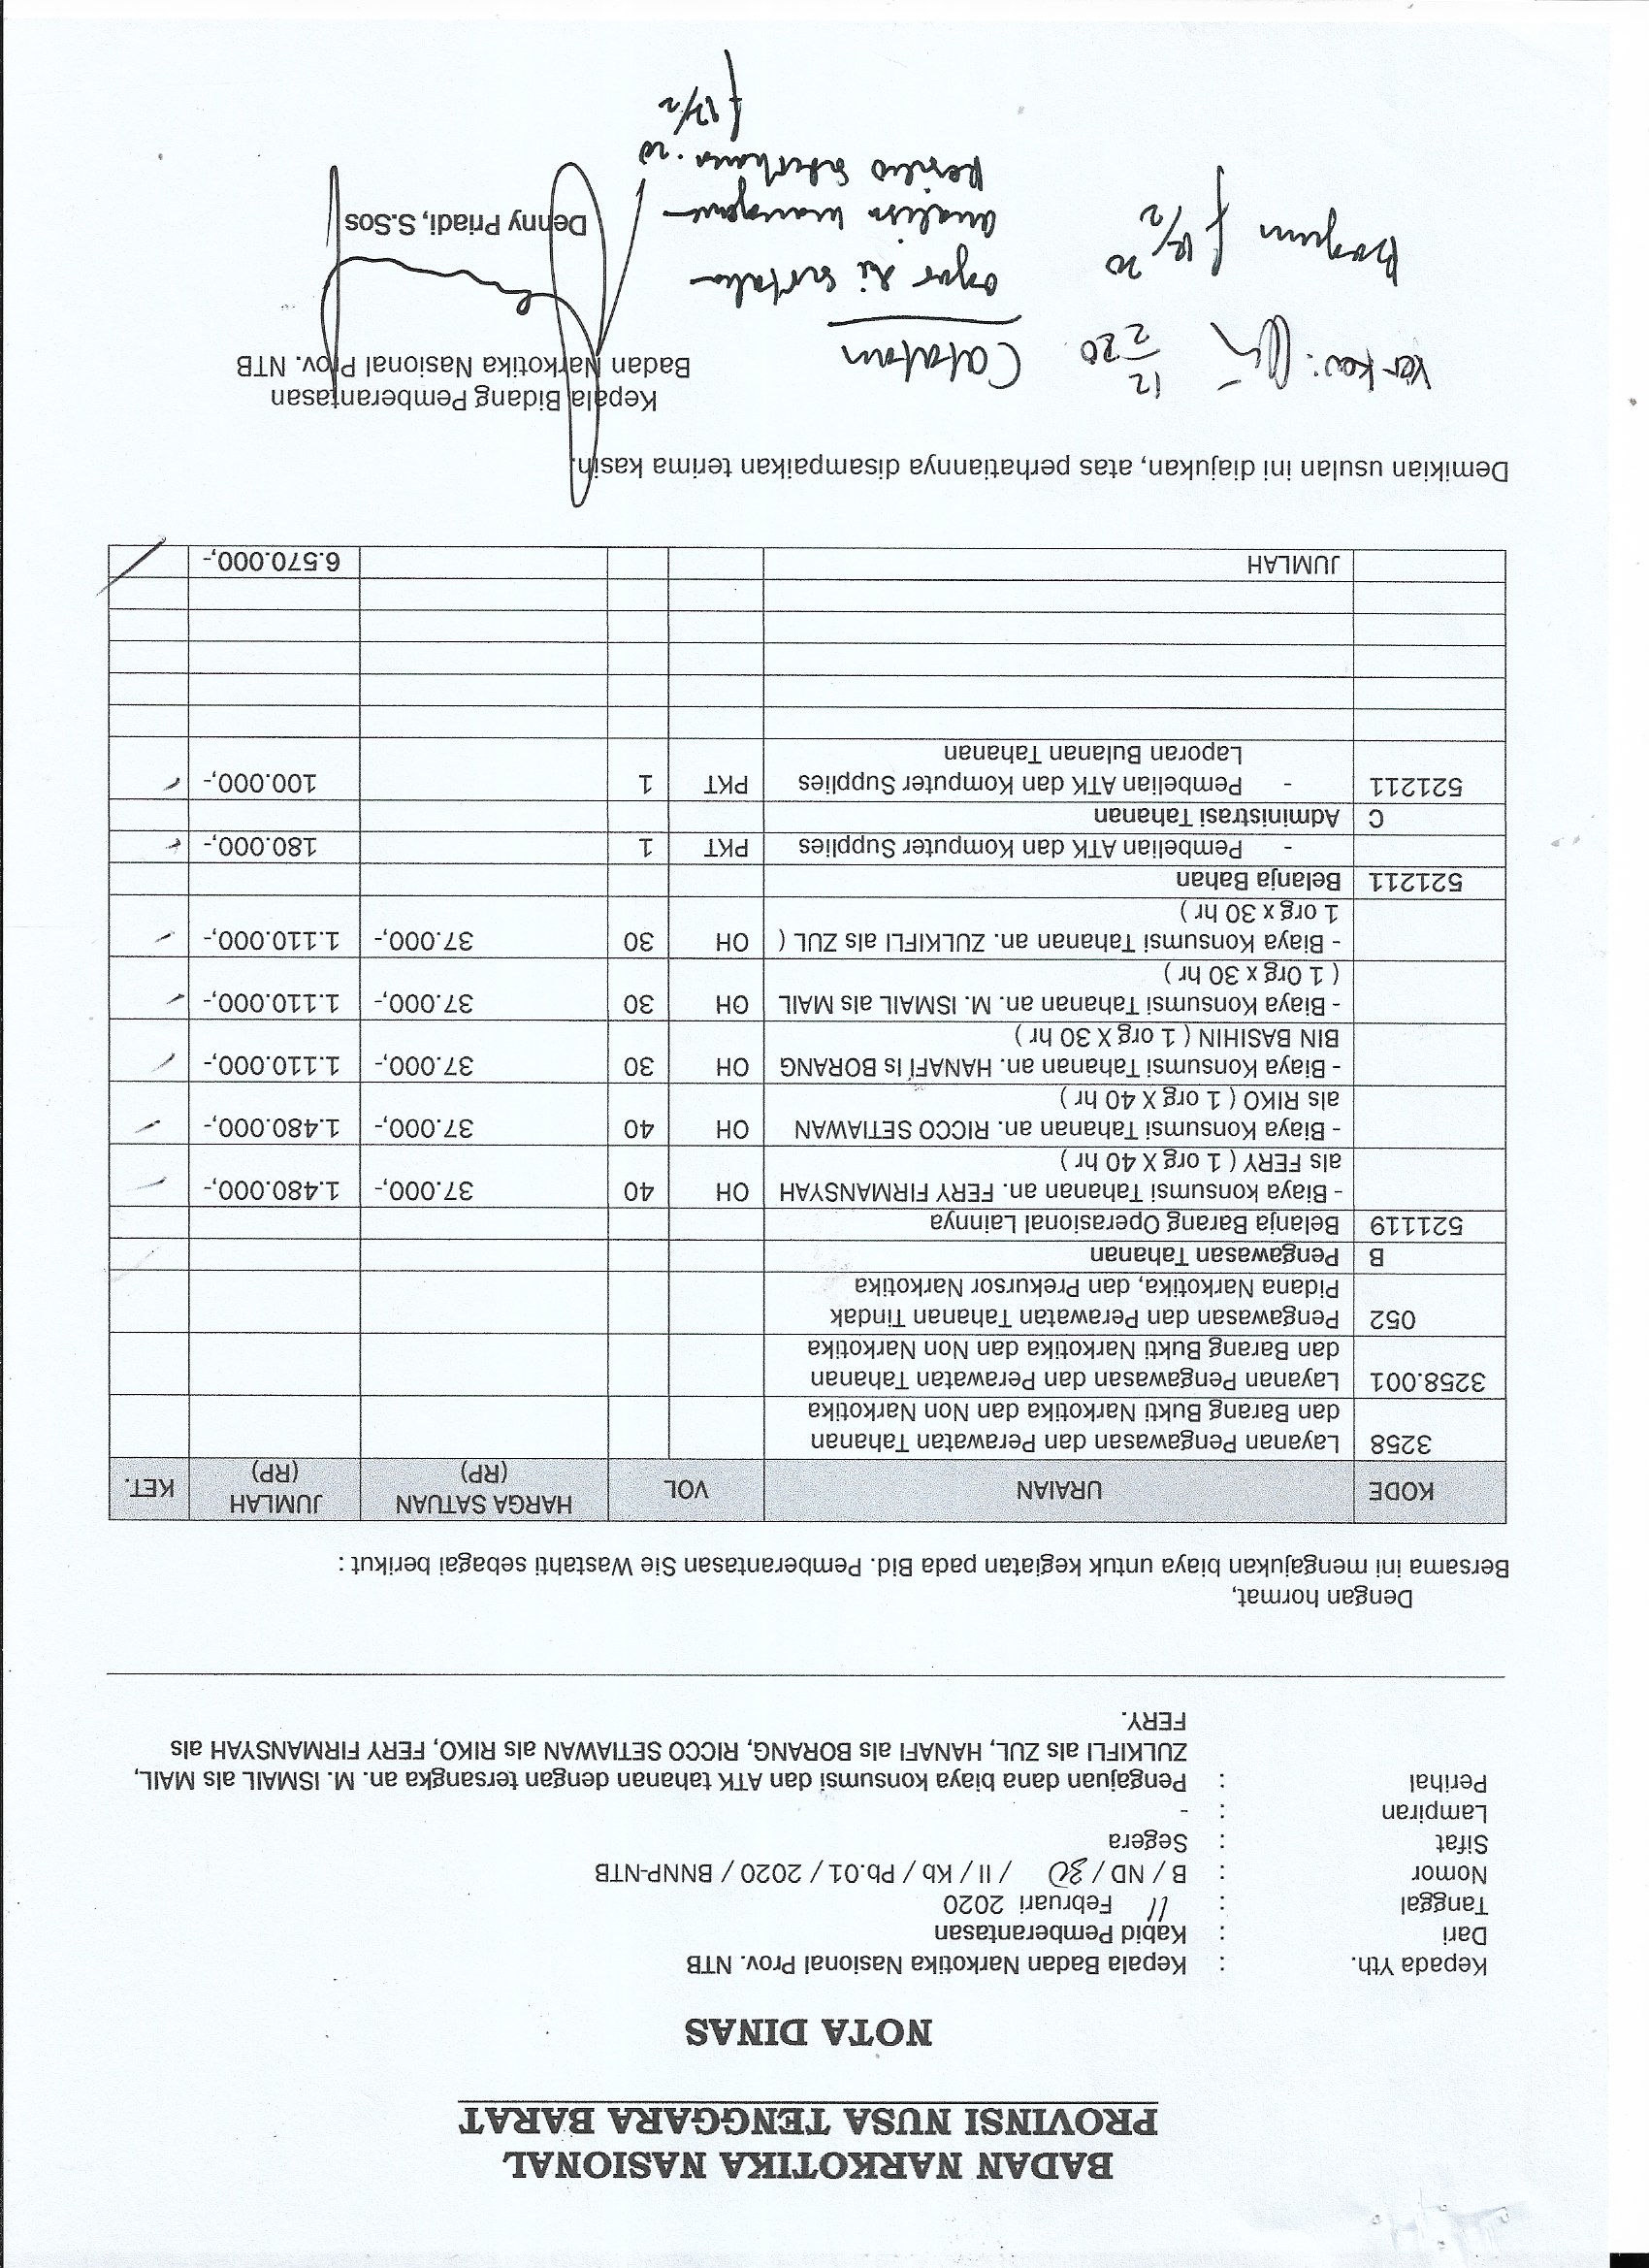 BADAN NARKOTIKA NASIONAL
PROVINSI NUSA TENGGARA BARAT
NOTA DINAS
Kepada Yth. : Kepala Badan Narkotika Nasional Prov. NTB
Dari : Kabid Pemberantasan
Tanggal : 11 Februari 2020
Nomor : B / ND / 30 / II / Kb / Pb.01 / 2020 / BNNP-NTB
Sifat : Segera
Lampiran : -
Perihal : Pengajuan dana biaya konsumsi dan ATK tahanan dengan tersangka an. M. ISMAIL als MAIL,
ZULKIFLI als ZUL, HANAFI als BORANG, RICCO SETIAWAN als RIKO, FERY FIRMANSYAH als
FERY.
Dengan hormat,
Bersama ini mengajukan biaya untuk kegiatan pada Bid. Pemberantasan Sie Wastahti sebagai berikut :
KODE URAIAN VOL HARGA SATUAN (RP) JUMLAH (RP) KET.
3258 Layanan Pengawasan dan Perawatan Tahanan
dan Barang Bukti Narkotika dan Non Narkotika
3258.001 Layanan Pengawasan dan Perawatan Tahanan
dan Barang Bukti Narkotika dan Non Narkotika
052 Pengawasan dan Perawatan Tahanan Tindak
Pidana Narkotika, dan Prekursor Narkotika
B Pengawasan Tahanan
521119 Belanja Barang Operasional Lainnya
- Biaya konsumsi Tahanan an. FERY FIRMANSYAH OH 40 37.000,- 1.480.000,-
als FERY ( 1 org X 40 hr )
- Biaya Konsumsi Tahanan an. RICCO SETIAWAN OH 40 37.000,- 1.480.000,-
als RIKO ( 1 org X 40 hr )
- Biaya Konsumsi Tahanan an. HANAFI ls BORANG OH 30 37.000,- 1.110.000,-
BIN BASIHIN ( 1 org X 30 hr )
- Biaya Konsumsi Tahanan an. M. ISMAIL als MAIL OH 30 37.000,- 1.110.000,-
( 1 Org x 30 hr )
- Biaya Konsumsi Tahanan an. ZULKIFLI als ZUL ( OH 30 37.000,- 1.110.000,-
1 org x 30 hr )
521211 Belanja Bahan
- Pembelian ATK dan Komputer Supplies PKT 1 180.000,-
C Administrasi Tahanan
521211 - Pembelian ATK dan Komputer Supplies PKT 1 100.000,-
Laporan Bulanan Tahanan
JUMLAH 6.570.000,-
Demikian usulan ini diajukan, atas perhatiannya disampaikan terima kasih.
Kepala Bidang Pemberantasan
Badan Narkotika Nasional Prov. NTB
Denny Priadi, S.Sos
12
2 20
Catatan
agar di sertakan
analisa
12/2